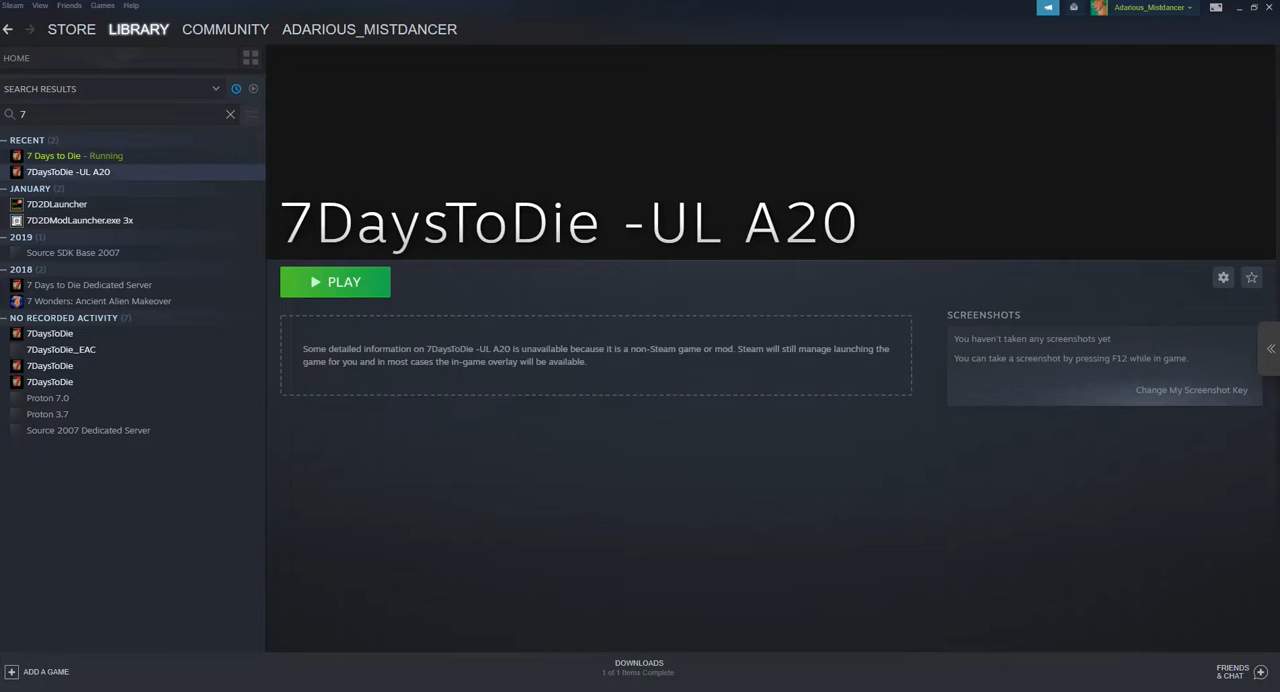 Steam View Friends Games Help
Adarious_Mistdancer
STORE LIBRARY COMMUNITY ADARIOUS_MISTDANCER
HOME
SEARCH RESULTS
7
RECENT (2)
7 Days to Die - Running
7DaysToDie -UL A20
JANUARY (2)
7D2DLauncher
7D2DModLauncher.exe 3x
2019 (1)
Source SDK Base 2007
2018 (2)
7 Days to Die Dedicated Server
7 Wonders: Ancient Alien Makeover
NO RECORDED ACTIVITY (7)
7DaysToDie
7DaysToDie_EAC
7DaysToDie
7DaysToDie
Proton 7.0
Proton 3.7
Source 2007 Dedicated Server
7DaysToDie -UL A20
PLAY
Some detailed information on 7DaysToDie -UL A20 is unavailable because it is a non-Steam game or mod. Steam will still manage launching the
game for you and in most cases the in-game overlay will be available.
SCREENSHOTS
You haven't taken any screenshots yet
You can take a screenshot by pressing F12 while in game.
Change My Screenshot Key
ADD A GAME
DOWNLOADS
1 of 1 Items Complete
FRIENDS
& CHAT